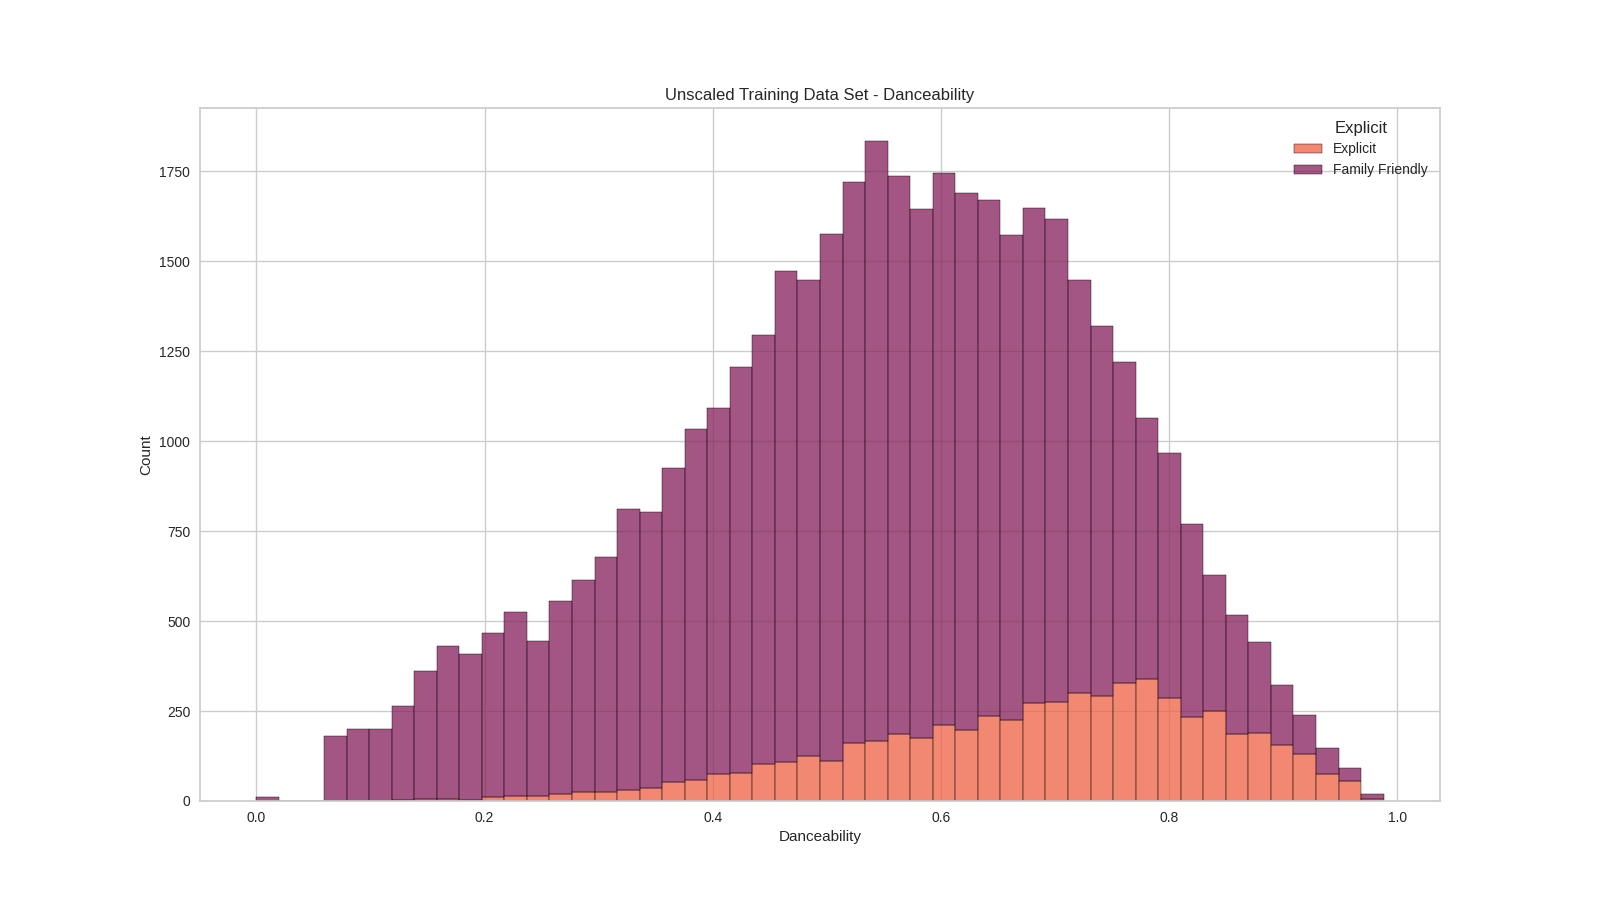 Unscaled Training Data Set - Danceability
Explicit
Explicit
Family Friendly
1750
1500
1250
1000
750
500
250
0
Count
0.0 0.2 0.4 0.6 0.8 1.0
Danceability